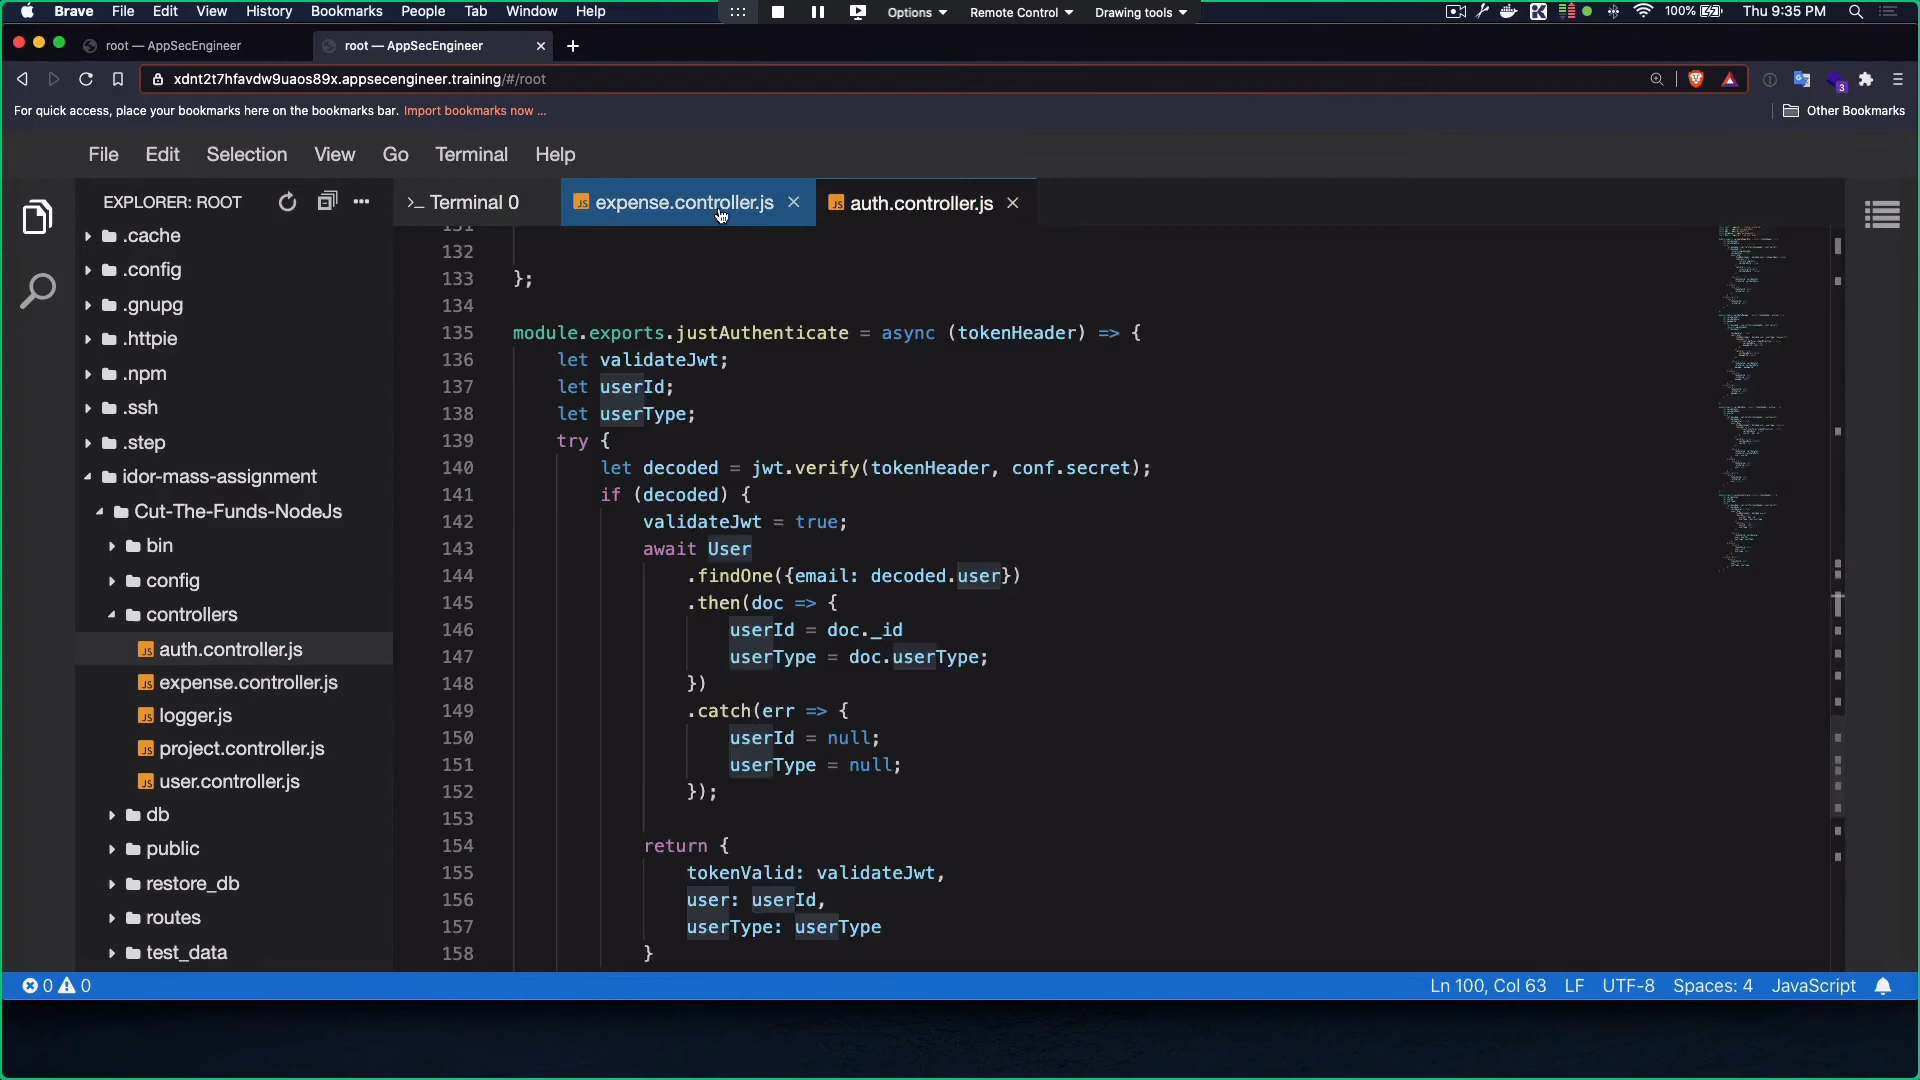 Brave File Edit View History Bookmarks People Tab Window Help
Options Remote Control Drawing tools
100% Thu 9:35 PM
root — AppSecEngineer
root — AppSecEngineer
xdnt2t7hfavdw9uaos89x.appsecengineer.training/#/root
3
For quick access, place your bookmarks here on the bookmarks bar. Import bookmarks now ...
Other Bookmarks
File Edit Selection View Go Terminal Help
EXPLORER: ROOT
.cache
.config
.gnupg
.httpie
.npm
.ssh
.step
idor-mass-assignment
Cut-The-Funds-NodeJs
bin
config
controllers
JS auth.controller.js
JS expense.controller.js
JS logger.js
JS project.controller.js
JS user.controller.js
db
public
restore_db
routes
test_data
>_ Terminal 0
JS expense.controller.js
JS auth.controller.js
131
132
133 };
134
135 module.exports.justAuthenticate = async (tokenHeader) => {
136 let validateJwt;
137 let userId;
138 let userType;
139 try {
140 let decoded = jwt.verify(tokenHeader, conf.secret);
141 if (decoded) {
142 validateJwt = true;
143 await User
144 .findOne({email: decoded.user})
145 .then(doc => {
146 userId = doc._id
147 userType = doc.userType;
148 })
149 .catch(err => {
150 userId = null;
151 userType = null;
152 });
153
154 return {
155 tokenValid: validateJwt,
156 user: userId,
157 userType: userType
158 }
0 0
Ln 100, Col 63 LF UTF-8 Spaces: 4 JavaScript